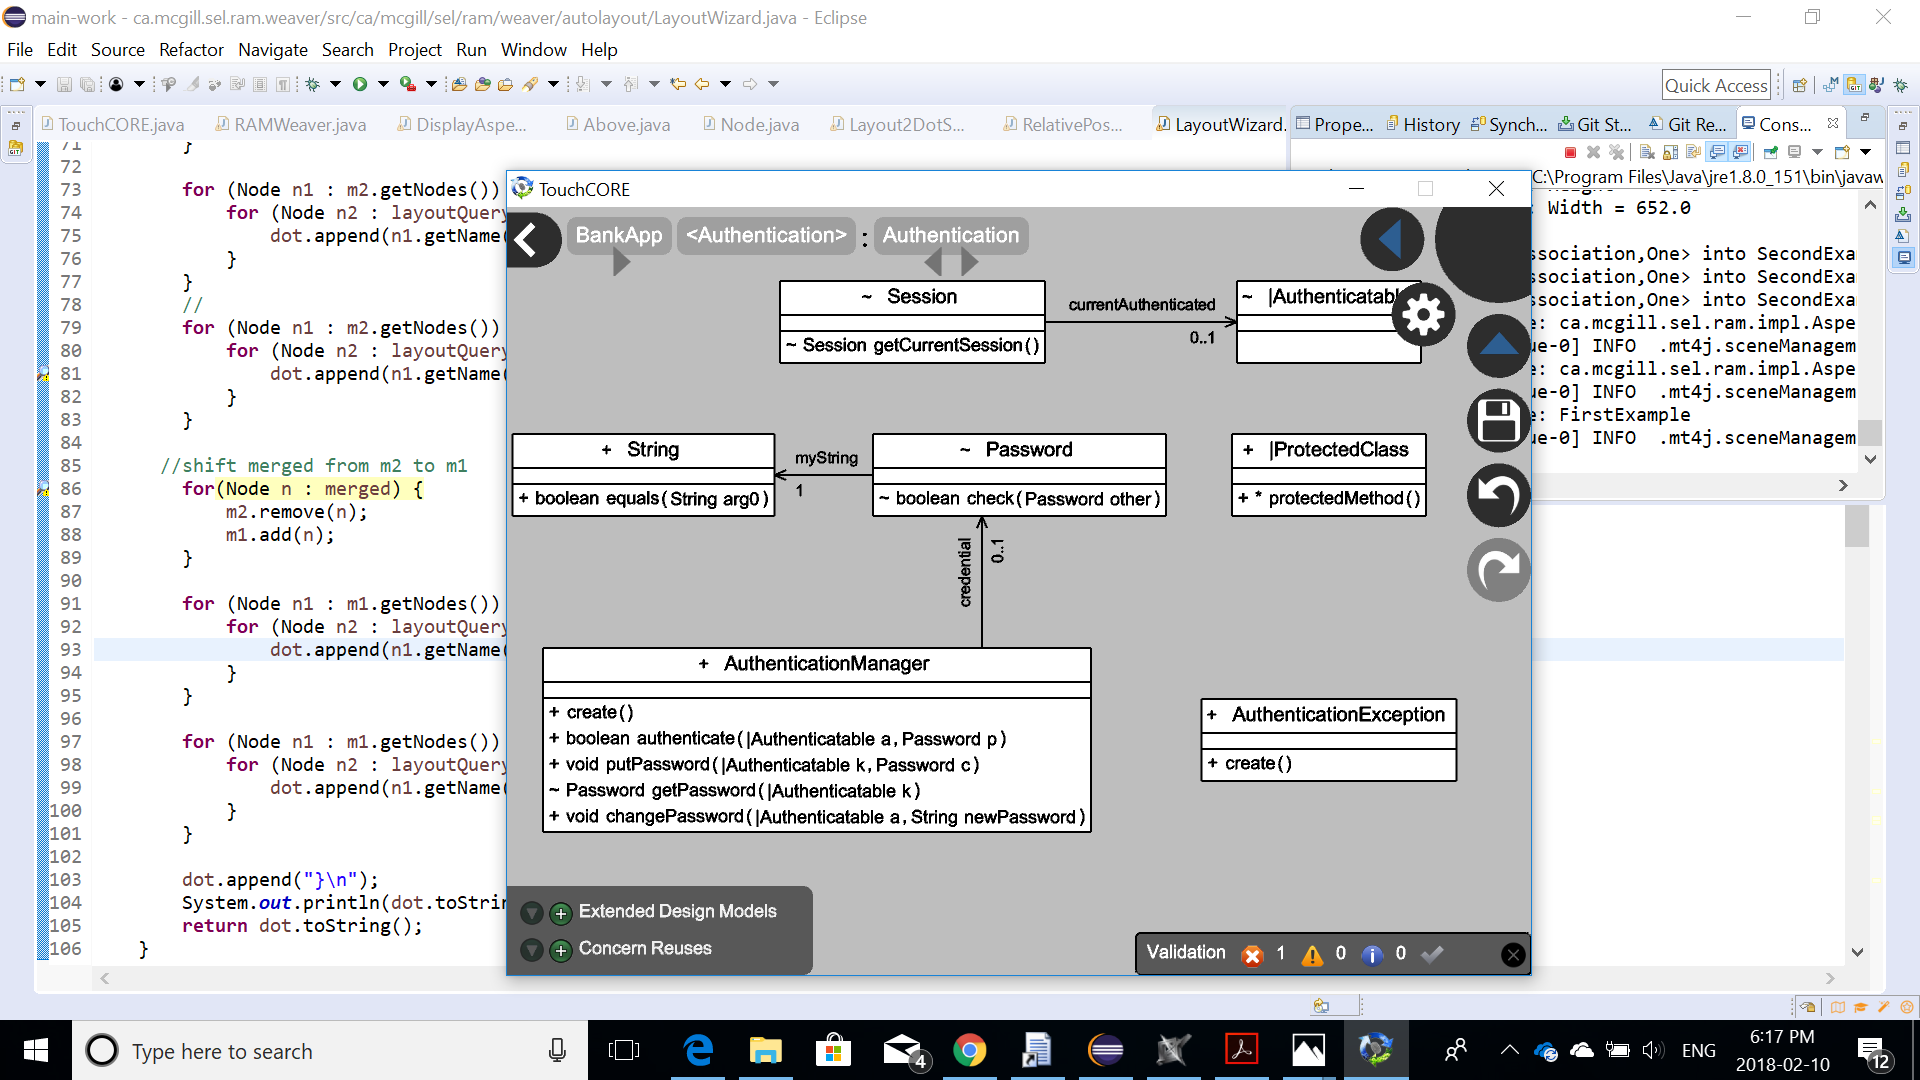 main-work - ca.mcgill.sel.ram.weaver/src/ca/mcgill/sel/ram/weaver/autolayout/LayoutWizard.java - Eclipse
File Edit Source Refactor Navigate Search Project Run Window Help
Quick Access
TouchCORE.java RAMWeaver.java DisplayAspe... Above.java Node.java Layout2DotS... RelativePos... LayoutWizard.
Prope... History Synch... Git St... Git Re... Cons...
71 }
72
73 for (Node n1 : m2.getNodes())
74 for (Node n2 : layoutQuery
75 dot.append(n1.getName(
76 }
77 }
78 //
79 for (Node n1 : m2.getNodes())
80 for (Node n2 : layoutQuery
81 dot.append(n1.getName(
82 }
83 }
84
85 //shift merged from m2 to m1
86 for(Node n : merged) {
87 m2.remove(n);
88 m1.add(n);
89 }
90
91 for (Node n1 : m1.getNodes())
92 for (Node n2 : layoutQuery
93 dot.append(n1.getName(
94 }
95 }
96
97 for (Node n1 : m1.getNodes())
98 for (Node n2 : layoutQuery
99 dot.append(n1.getName(
100 }
101 }
102
103 dot.append("}\n");
104 System.out.println(dot.toStrin
105 return dot.toString();
106 }
TouchCORE
BankApp <Authentication> : Authentication
~ Session
~ Session getCurrentSession()
currentAuthenticated
0..1
~ |Authenticatabl
+ String
+ boolean equals(String arg0)
myString
1
~ Password
~ boolean check(Password other)
+ |ProtectedClass
+ * protectedMethod()
credential
0..1
+ AuthenticationManager
+ create()
+ boolean authenticate(|Authenticatable a, Password p)
+ void putPassword(|Authenticatable k, Password c)
~ Password getPassword(|Authenticatable k)
+ void changePassword(|Authenticatable a, String newPassword)
+ AuthenticationException
+ create()
Extended Design Models
Concern Reuses
Validation 1 0 0
C:\Program Files\Java\jre1.8.0_151\bin\javaw
: Width = 652.0
sociation,One> into SecondExa
sociation,One> into SecondExa
sociation,One> into SecondExa
e: ca.mcgill.sel.ram.impl.Aspe
ue-0] INFO .mt4j.sceneManagem
e: ca.mcgill.sel.ram.impl.Aspe
ue-0] INFO .mt4j.sceneManagem
e: FirstExample
ue-0] INFO .mt4j.sceneManagem
Type here to search
4
ENG
6:17 PM
2018-02-10
12